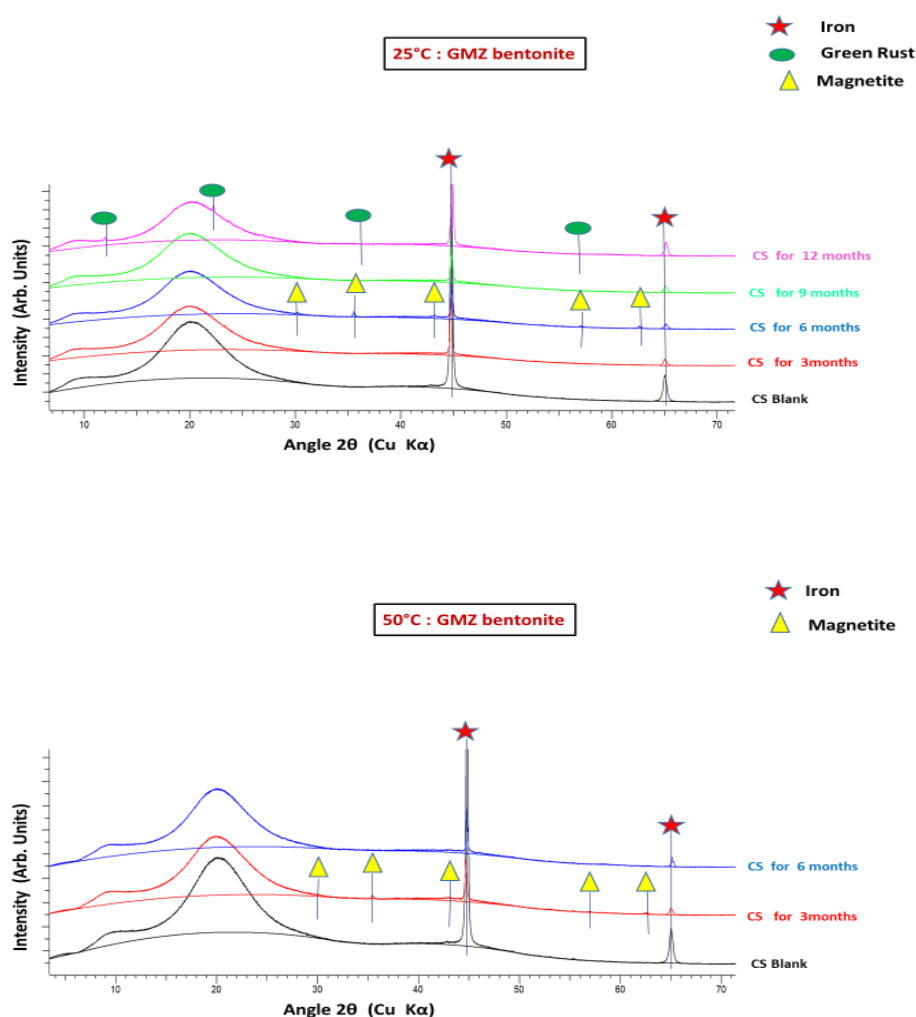 Iron
Green Rust
Magnetite
25°C : GMZ bentonite
Intensity (Arb. Units)
CS for 12 months
CS for 9 months
CS for 6 months
CS for 3months
CS Blank
10 20 30 40 50 60 70
Angle 2θ (Cu Kα)
Iron
Magnetite
50°C : GMZ bentonite
Intensity (Arb. Units)
CS for 6 months
CS for 3months
CS Blank
10 20 30 40 50 60 70
Angle 2θ (Cu Kα)